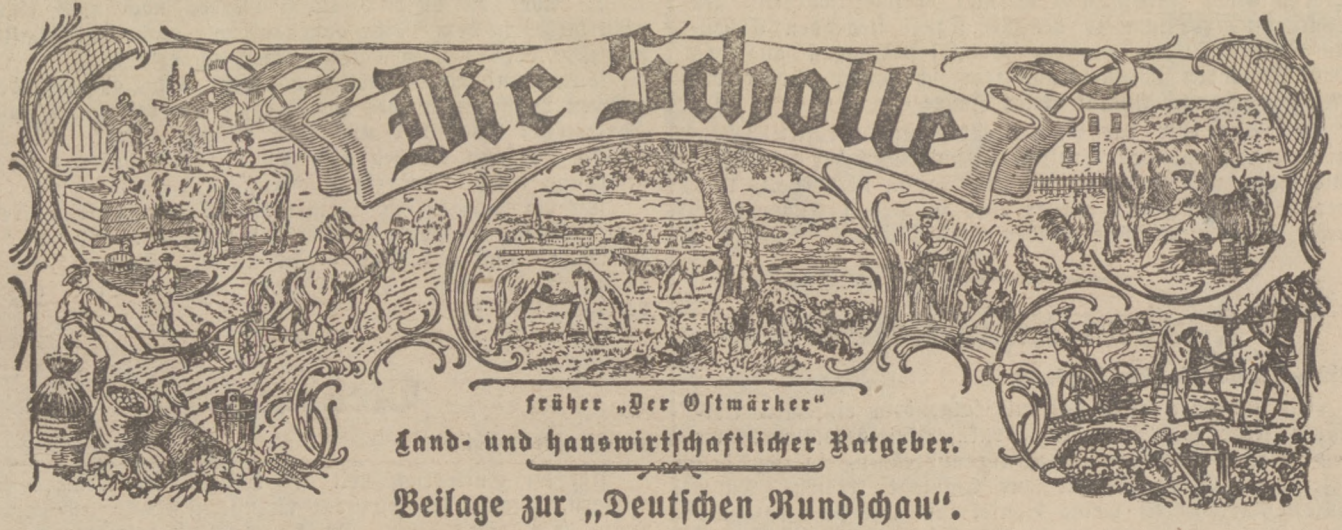 Die Scholle
früher „Der Ostmärker“
Land- und hauswirtschaftlicher Ratgeber.
Beilage zur „Deutschen Rundschau“.